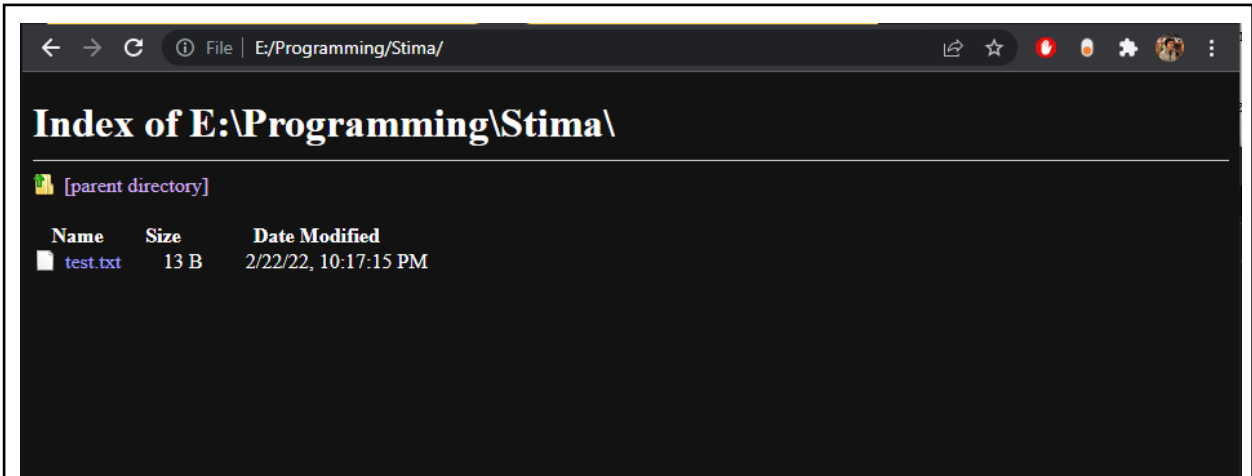 File | E:/Programming/Stima/
Index of E:\Programming\Stima\
[parent directory]
Name Size Date Modified
test.txt 13 B 2/22/22, 10:17:15 PM